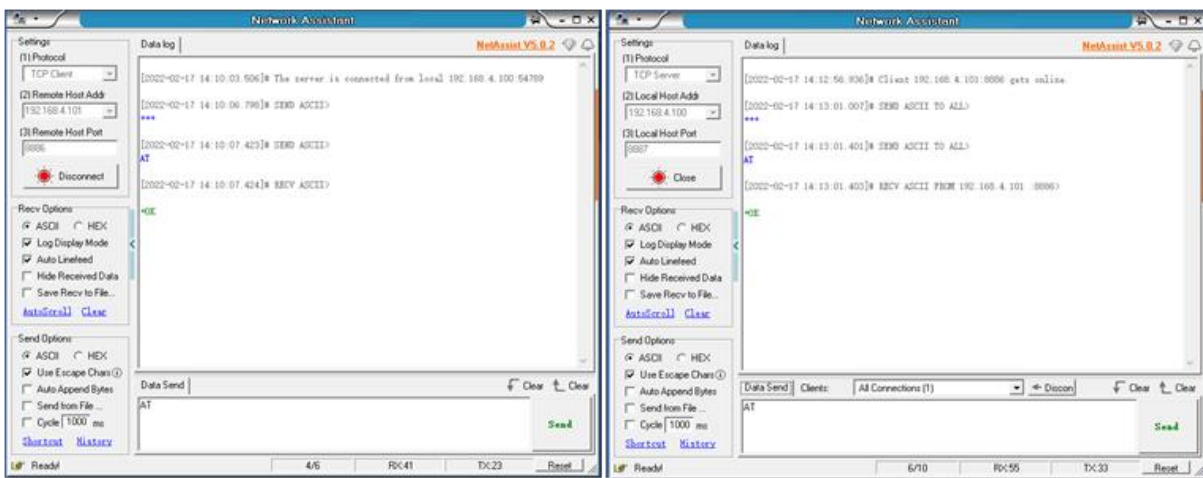 Network Assistant
Settings
(1) Protocol
TCP Client
(2) Remote Host Addr
192.168.4.101
(3) Remote Host Port
8886
Disconnect
Recv Options
ASCII HEX
Log Display Mode
Auto Linefeed
Hide Received Data
Save Recv to File...
AutoScroll Clear
Send Options
ASCII HEX
Use Escape Chars
Auto Append Bytes
Send from File ...
Cycle 1000 ms
Shortcut History
Data log
NetAssist V5.0.2
[2022-02-17 14:10:03.506]# The server is connected from local 192.168.4.100:54789
[2022-02-17 14:10:06.798]# SEND ASCII>
+++
[2022-02-17 14:10:07.423]# SEND ASCII>
AT
[2022-02-17 14:10:07.424]# RECV ASCII>
+OK
Data Send
Clear Clear
AT
Send
Ready!
4/6
RX:41
TX:23
Reset
Network Assistant
Settings
(1) Protocol
TCP Server
(2) Local Host Addr
192.168.4.100
(3) Local Host Port
8887
Close
Recv Options
ASCII HEX
Log Display Mode
Auto Linefeed
Hide Received Data
Save Recv to File...
AutoScroll Clear
Send Options
ASCII HEX
Use Escape Chars
Auto Append Bytes
Send from File ...
Cycle 1000 ms
Shortcut History
Data log
NetAssist V5.0.2
[2022-02-17 14:12:56.936]# Client 192.168.4.101:8886 gets online.
[2022-02-17 14:13:01.007]# SEND ASCII TO ALL>
+++
[2022-02-17 14:13:01.401]# SEND ASCII TO ALL>
AT
[2022-02-17 14:13:01.403]# RECV ASCII FROM 192.168.4.101 :8886>
+OK
Data Send
Clients:
All Connections (1)
Discon
Clear Clear
AT
Send
Ready!
6/10
RX:55
TX:33
Reset